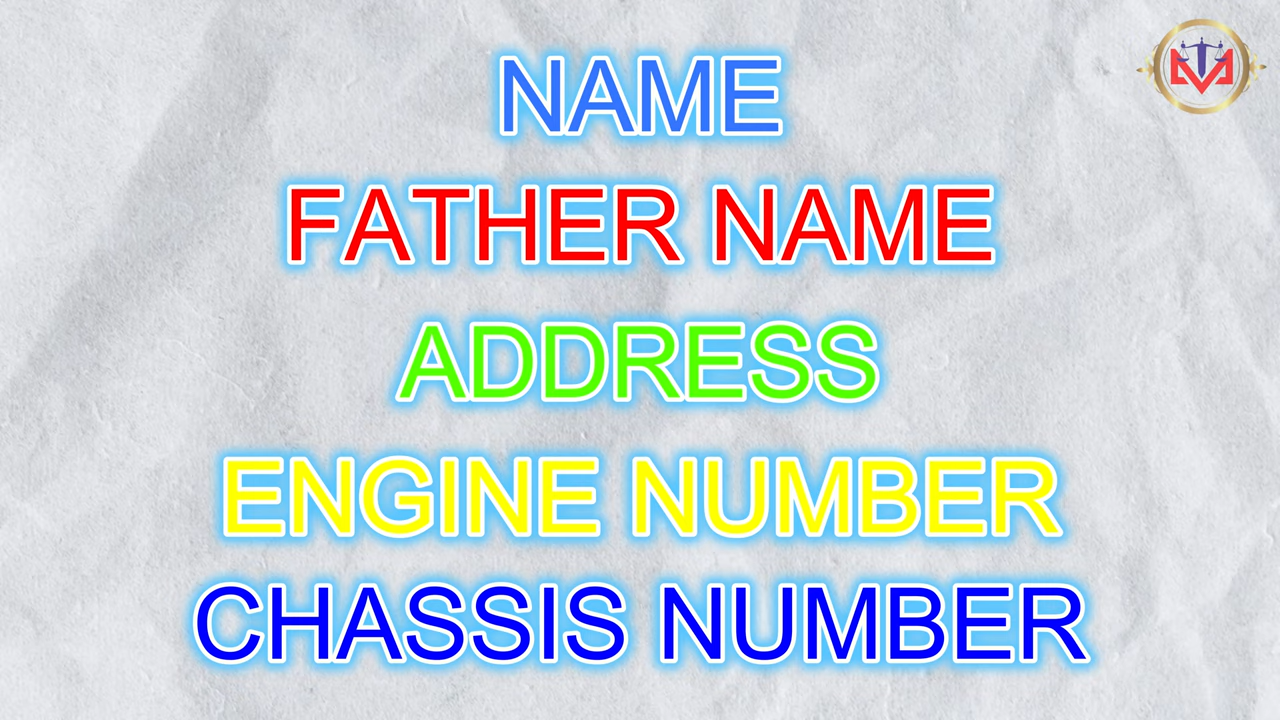 NAME
FATHER NAME
ADDRESS
ENGINE NUMBER
CHASSIS NUMBER